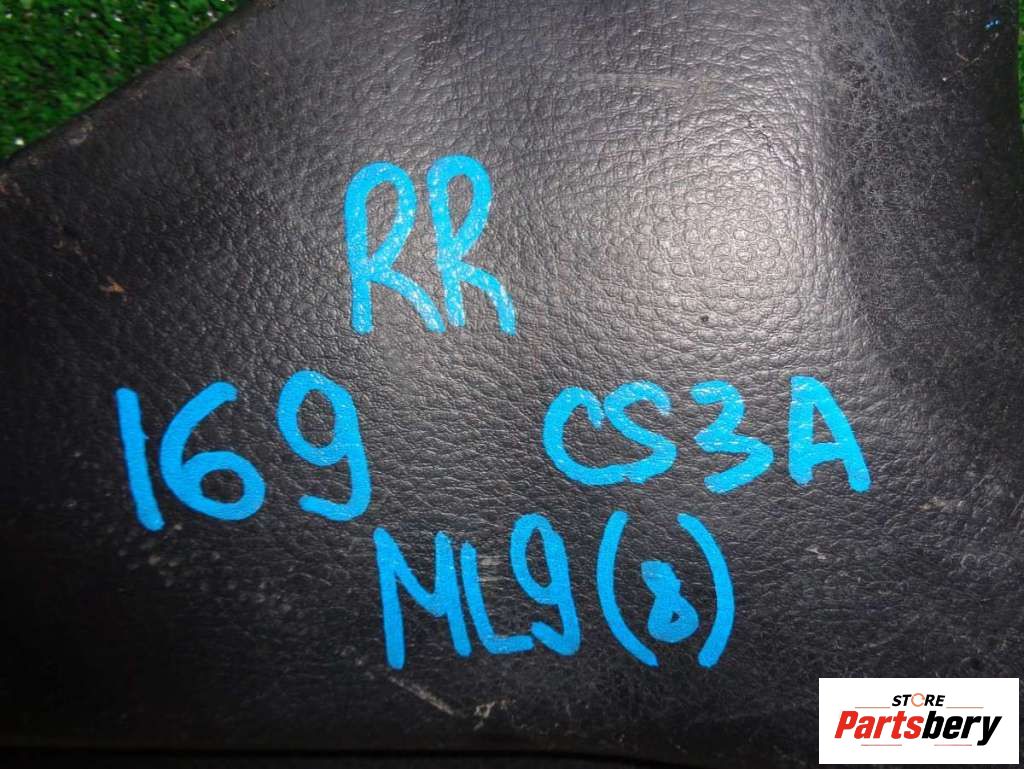 RR
169 CS3A
ML9(8)
STORE
Partsbery